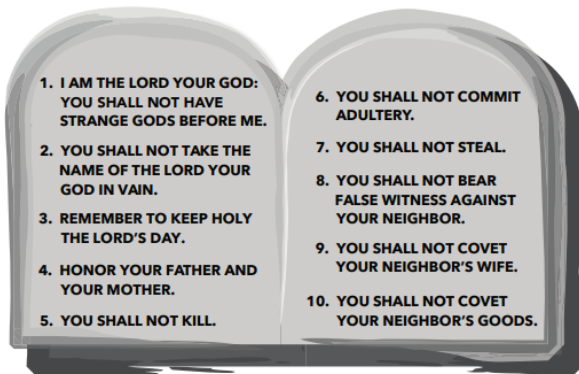 1. I AM THE LORD YOUR GOD:
YOU SHALL NOT HAVE
STRANGE GODS BEFORE ME.
2. YOU SHALL NOT TAKE THE
NAME OF THE LORD YOUR
GOD IN VAIN.
3. REMEMBER TO KEEP HOLY
THE LORD'S DAY.
4. HONOR YOUR FATHER AND
YOUR MOTHER.
5. YOU SHALL NOT KILL.
6. YOU SHALL NOT COMMIT
ADULTERY.
7. YOU SHALL NOT STEAL.
8. YOU SHALL NOT BEAR
FALSE WITNESS AGAINST
YOUR NEIGHBOR.
9. YOU SHALL NOT COVET
YOUR NEIGHBOR'S WIFE.
10. YOU SHALL NOT COVET
YOUR NEIGHBOR'S GOODS.